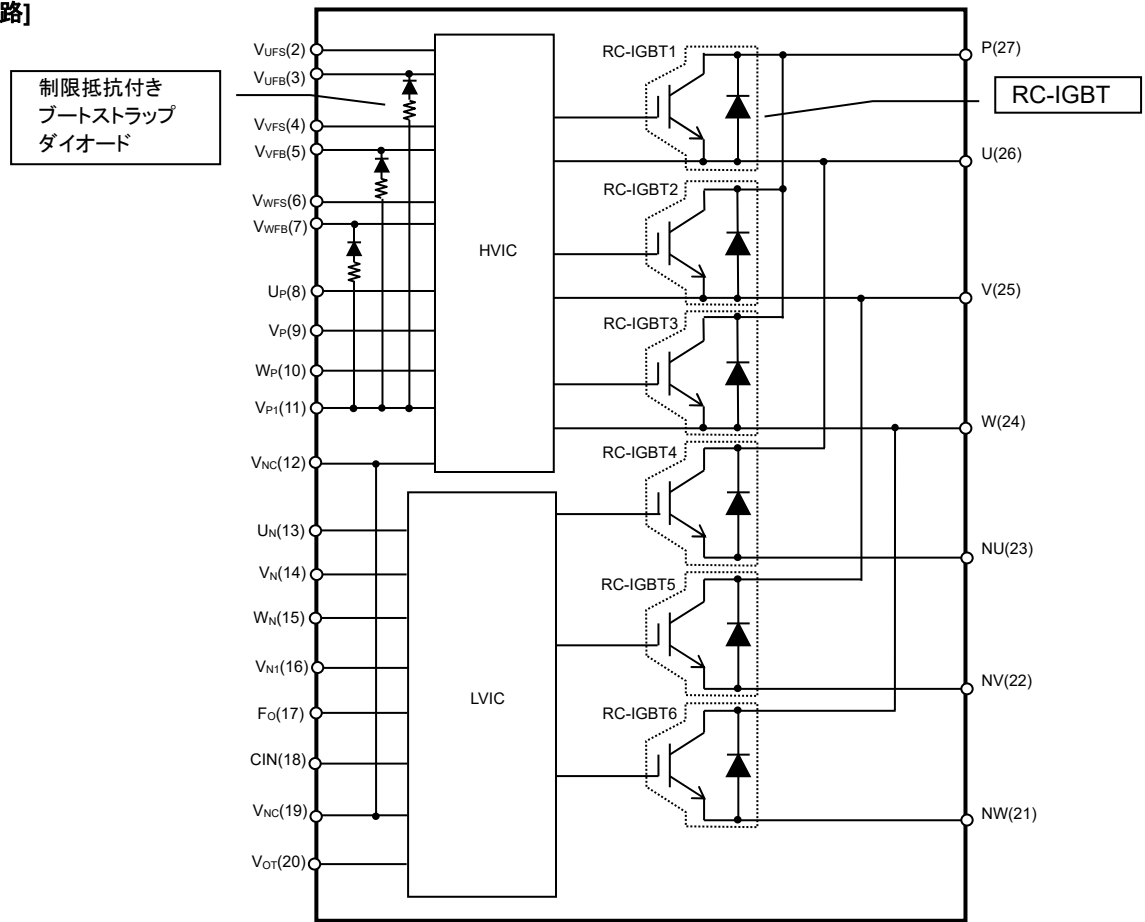 路]
制限抵抗付き
ブートストラップ
ダイオード
VUFS(2)
VUFB(3)
VVFS(4)
VVFB(5)
VWFS(6)
VWFB(7)
UP(8)
VP(9)
WP(10)
VP1(11)
VNC(12)
UN(13)
VN(14)
WN(15)
VN1(16)
FO(17)
CIN(18)
VNC(19)
VOT(20)
HVIC
LVIC
RC-IGBT1
RC-IGBT2
RC-IGBT3
RC-IGBT4
RC-IGBT5
RC-IGBT6
RC-IGBT
P(27)
U(26)
V(25)
W(24)
NU(23)
NV(22)
NW(21)